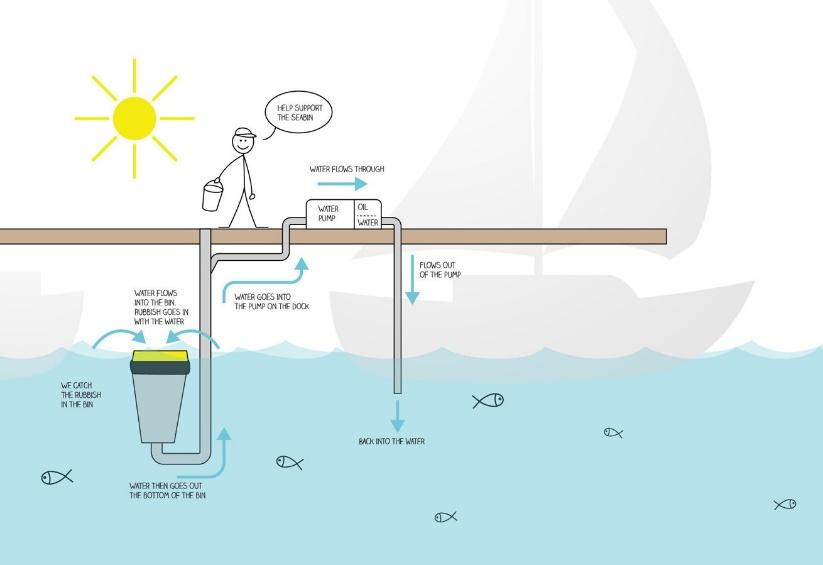 HELP SUPPORT
THE SEABIN
WATER FLOWS THROUGH
WATER
PUMP
OIL
WATER
FLOWS OUT
OF THE PUMP
WATER GOES INTO
THE PUMP ON THE DOCK
WATER FLOWS
INTO THE BIN.
RUBBISH GOES IN
WITH THE WATER
WE CATCH
THE RUBBISH
IN THE BIN
BACK INTO THE WATER
WATER THEN GOES OUT
THE BOTTOM OF THE BIN